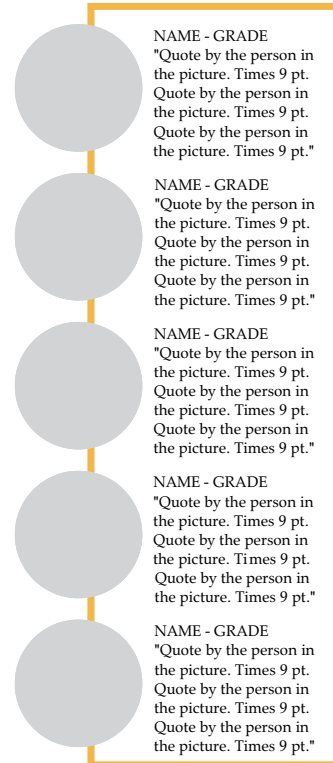 NAME - GRADE
"Quote by the person in
the picture. Times 9 pt.
Quote by the person in
the picture. Times 9 pt.
Quote by the person in
the picture. Times 9 pt."
NAME - GRADE
"Quote by the person in
the picture. Times 9 pt.
Quote by the person in
the picture. Times 9 pt.
Quote by the person in
the picture. Times 9 pt."
NAME - GRADE
"Quote by the person in
the picture. Times 9 pt.
Quote by the person in
the picture. Times 9 pt.
Quote by the person in
the picture. Times 9 pt."
NAME - GRADE
"Quote by the person in
the picture. Times 9 pt.
Quote by the person in
the picture. Times 9 pt.
Quote by the person in
the picture. Times 9 pt."
NAME - GRADE
"Quote by the person in
the picture. Times 9 pt.
Quote by the person in
the picture. Times 9 pt.
Quote by the person in
the picture. Times 9 pt."